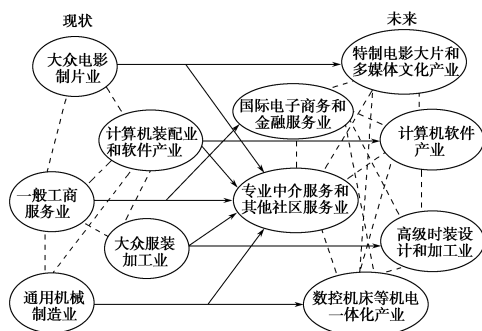 现状
未来
大众电影
制片业
特制电影大片和
多媒体文化产业
国际电子商务和
金融服务业
计算机装配业
和软件产业
计算机软件
产业
一般工商
服务业
专业中介服务和
其他社区服务业
大众服装
加工业
高级时装设
计和加工业
通用机械
制造业
数控机床等机电
一体化产业